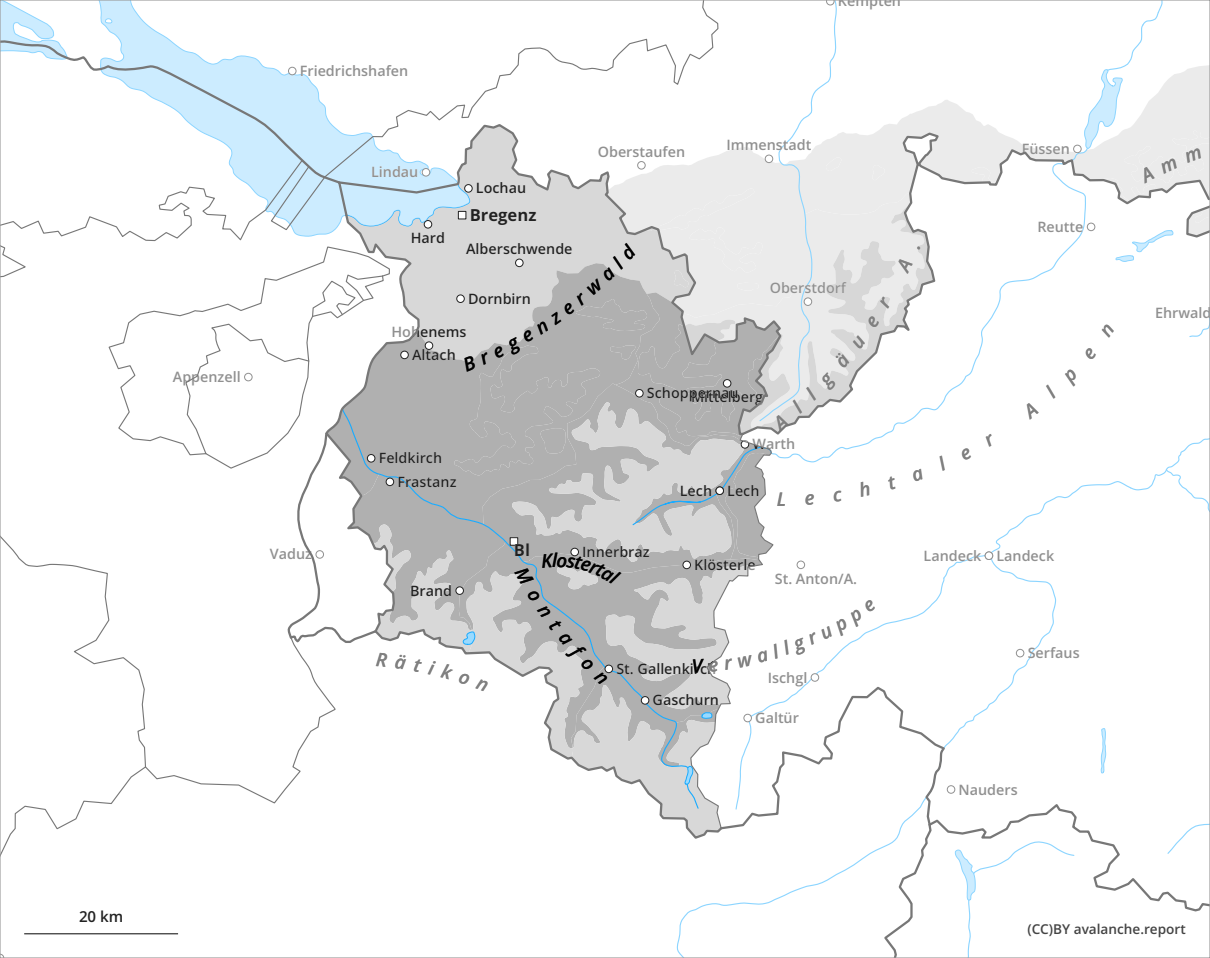 Kempten
Friedrichshafen
Immenstadt
Füssen
Oberstaufen
Amm
Lindau
Lochau
Bregenz
Reutte
Hard
Alberschwende
Bregenzerwald
Allgäuer A.
Oberstdorf
Dornbirn
Ehrwald
Hohenems
Altach
Appenzell
Schoppernau
Mittelberg
Lechtaler Alpen
Warth
Feldkirch
Frastanz
Lech
Lech
Vaduz
Bl
Innerbraz
Klostertal
Klösterle
Landeck
Landeck
St. Anton/A.
Brand
Montafon
Verwallgruppe
Rätikon
St. Gallenkirch
Serfaus
Ischgl
Gaschurn
Galtür
Nauders
20 km
(CC)BY avalanche.report